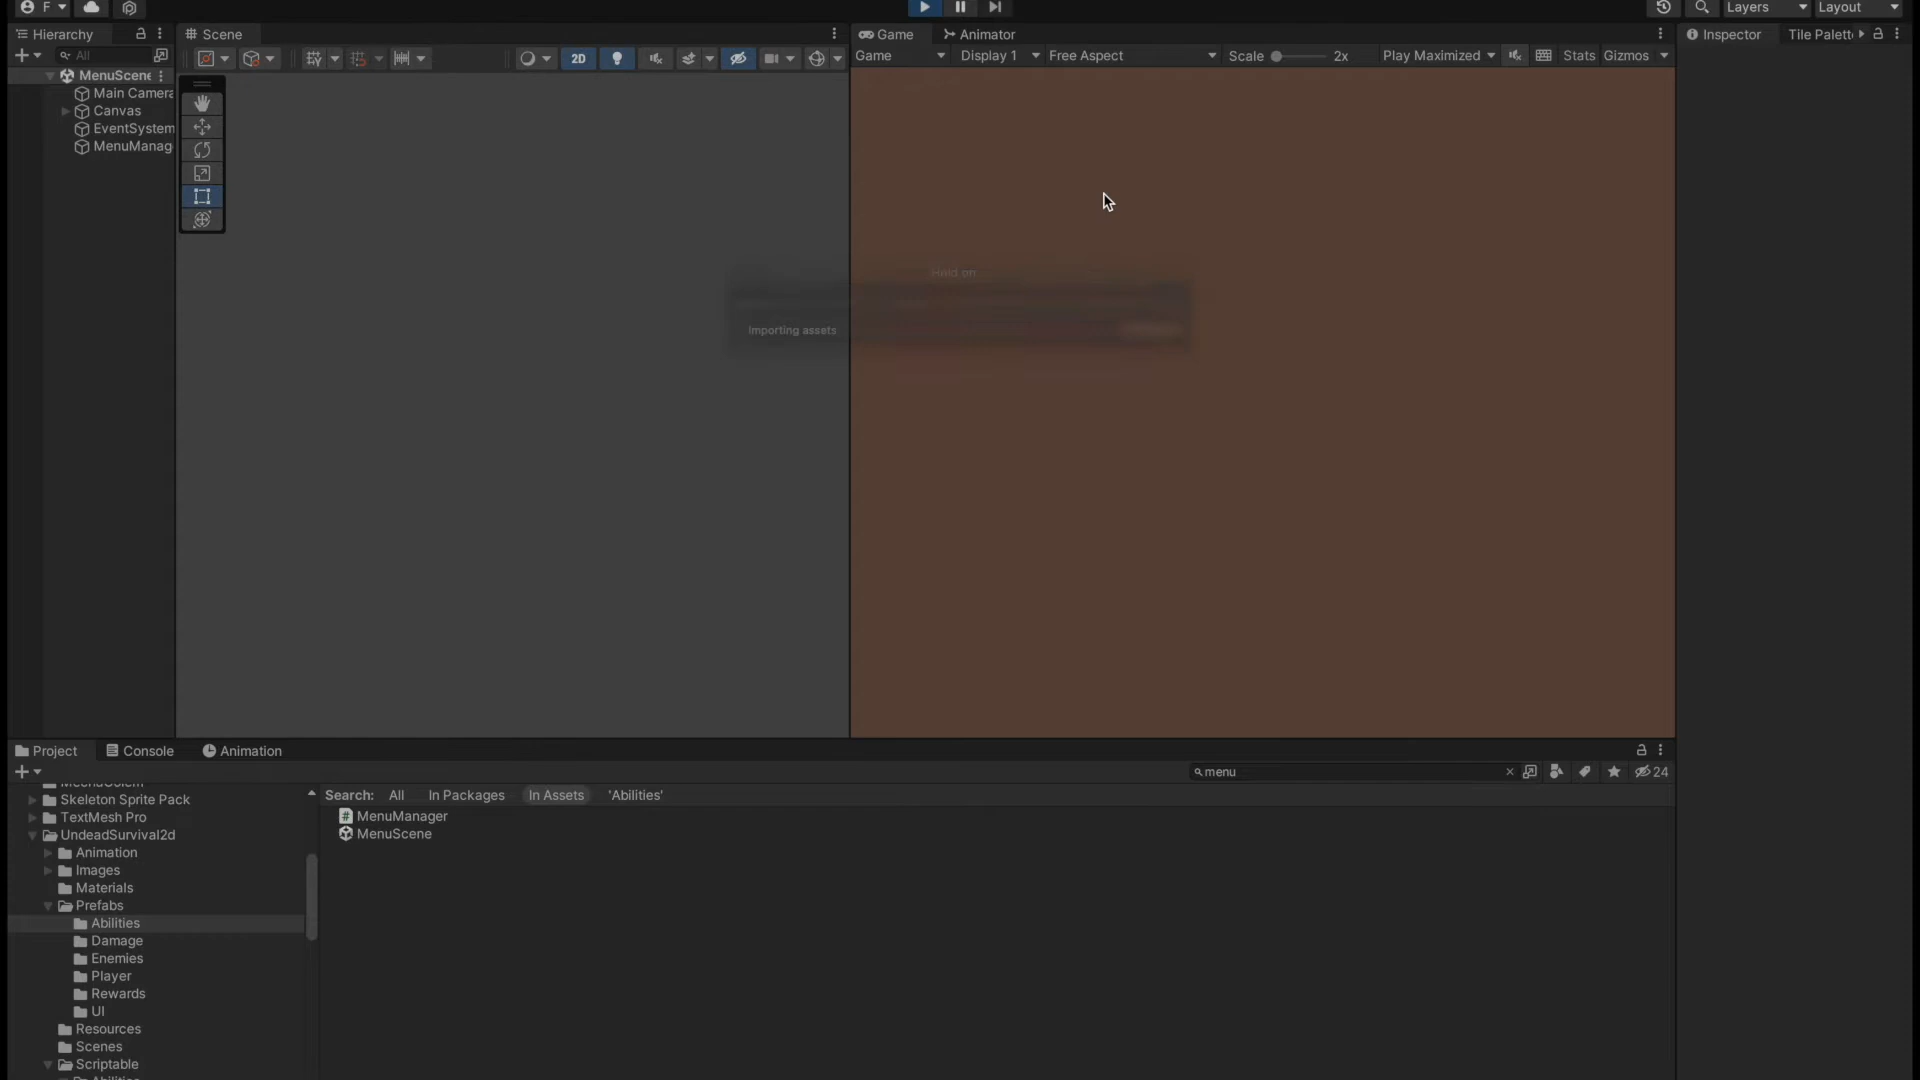 F Layers Layout
Hierarchy Scene Game Animator Inspector Tile Palett
All 2D Game Display 1 Free Aspect Scale 2x Play Maximized Stats Gizmos
MenuScene
Main Camera
Canvas
EventSystem
MenuManag
Hold on
Importing assets
Project Console Animation
menu 24
Search: All In Packages In Assets 'Abilities'
Skeleton Sprite Pack
TextMesh Pro
UndeadSurvival2d
Animation
Images
Materials
Prefabs
Abilities
Damage
Enemies
Player
Rewards
UI
Resources
Scenes
Scriptable
Abilities
MenuManager
MenuScene